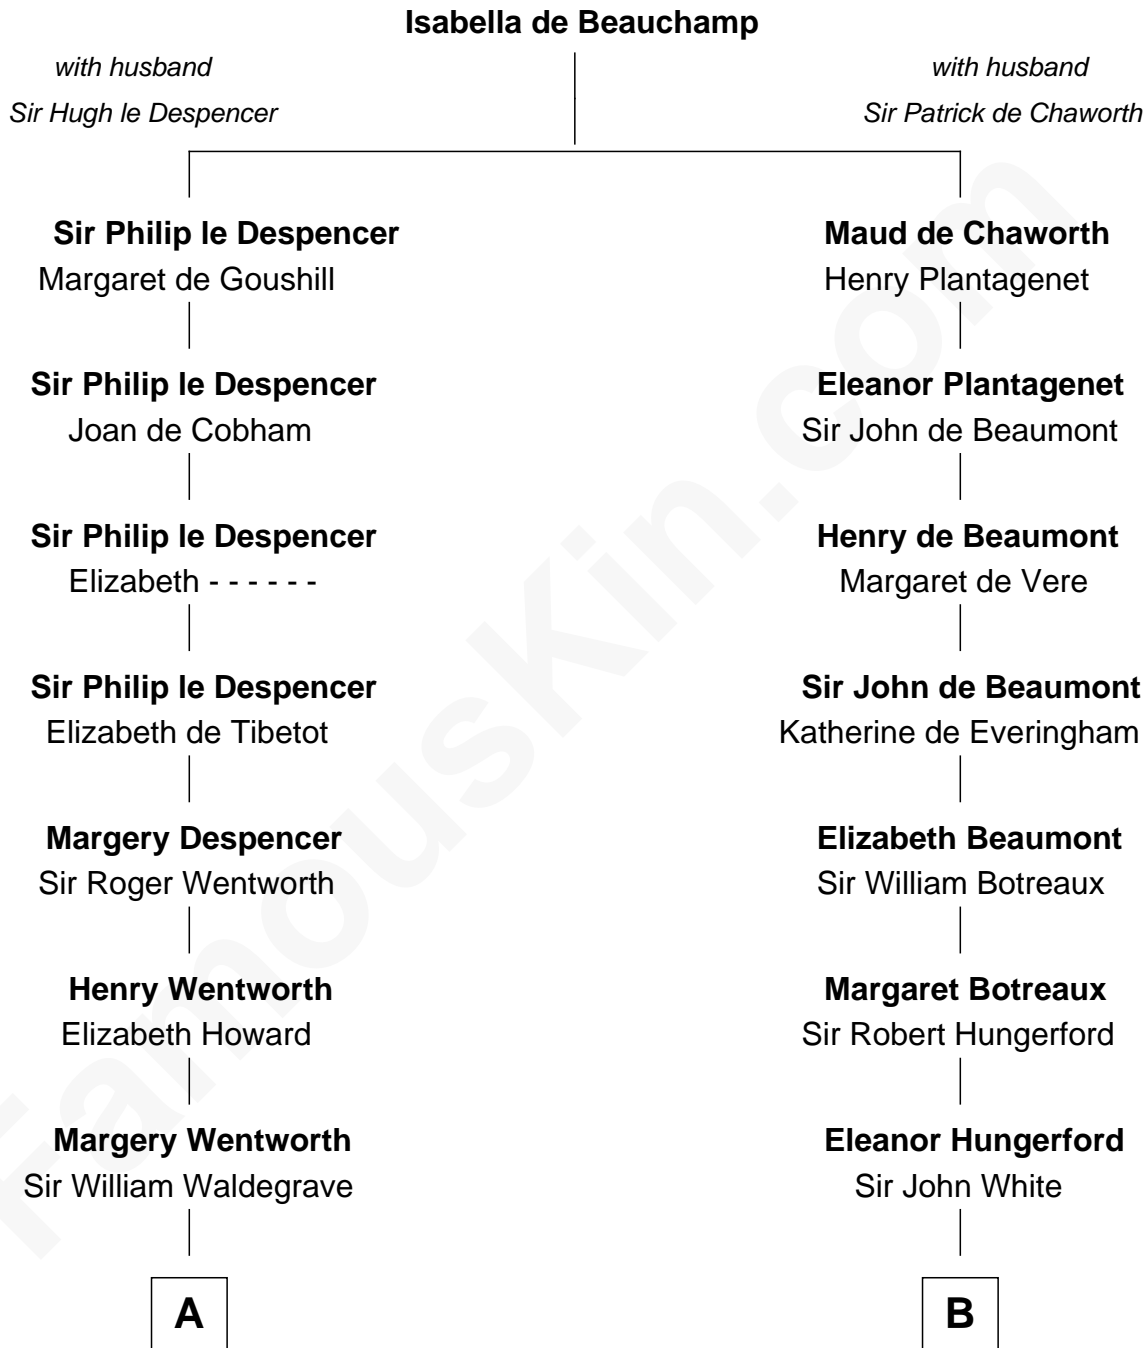 Isabella de Beauchamp
with husband
Sir Hugh le Despencer
with husband
Sir Patrick de Chaworth
Sir Philip le Despencer
Margaret de Goushill
Maud de Chaworth
Henry Plantagenet
Sir Philip le Despencer
Joan de Cobham
Eleanor Plantagenet
Sir John de Beaumont
Sir Philip le Despencer
Elizabeth - - - - - -
Henry de Beaumont
Margaret de Vere
Sir Philip le Despencer
Elizabeth de Tibetot
Sir John de Beaumont
Katherine de Everingham
Margery Despencer
Sir Roger Wentworth
Elizabeth Beaumont
Sir William Botreaux
Henry Wentworth
Elizabeth Howard
Margaret Botreaux
Sir Robert Hungerford
Margery Wentworth
Sir William Waldegrave
Eleanor Hungerford
Sir John White
A
B
FamousKin.com